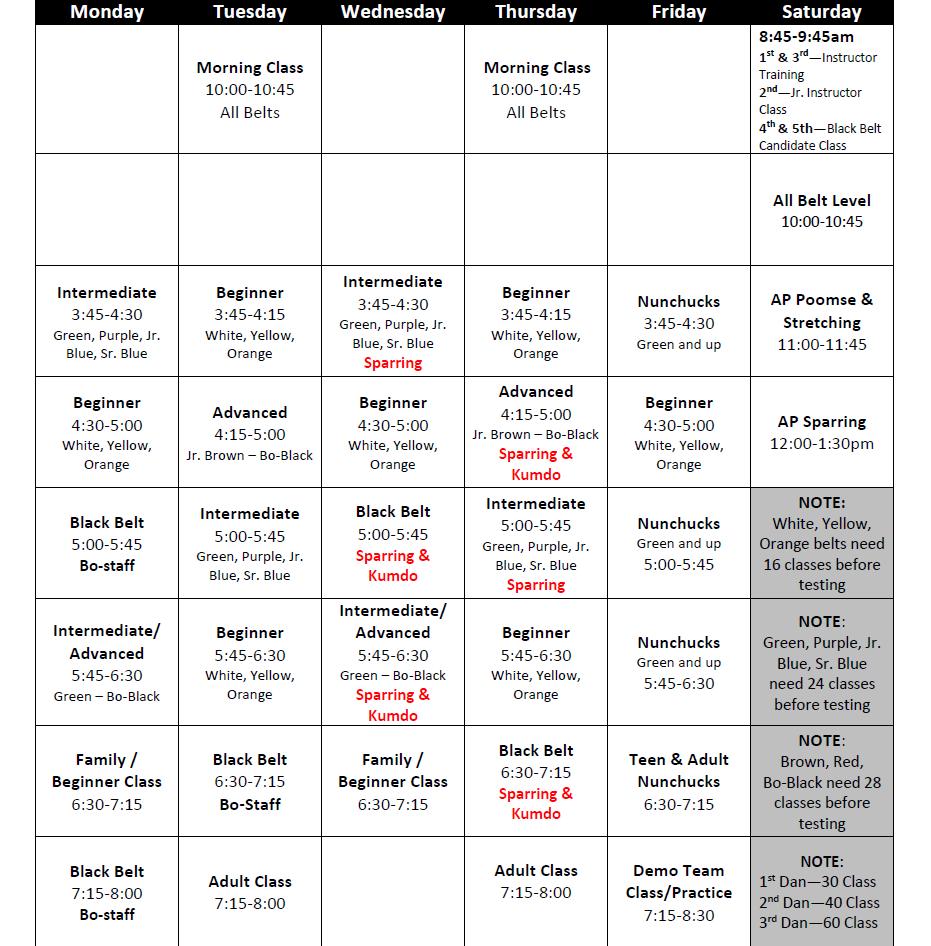 Monday Tuesday Wednesday Thursday Friday Saturday
Morning Class
10:00-10:45
All Belts
Morning Class
10:00-10:45
All Belts
8:45-9:45am
1st & 3rd—Instructor
Training
2nd—Jr. Instructor
Class
4th & 5th—Black Belt
Candidate Class
All Belt Level
10:00-10:45
Intermediate
3:45-4:30
Green, Purple, Jr.
Blue, Sr. Blue
Beginner
3:45-4:15
White, Yellow,
Orange
Intermediate
3:45-4:30
Green, Purple, Jr.
Blue, Sr. Blue
Sparring
Beginner
3:45-4:15
White, Yellow,
Orange
Nunchucks
3:45-4:30
Green and up
AP Poomse &
Stretching
11:00-11:45
Beginner
4:30-5:00
White, Yellow,
Orange
Advanced
4:15-5:00
Jr. Brown – Bo-Black
Beginner
4:30-5:00
White, Yellow,
Orange
Advanced
4:15-5:00
Jr. Brown – Bo-Black
Sparring &
Kumdo
Beginner
4:30-5:00
White, Yellow,
Orange
AP Sparring
12:00-1:30pm
Black Belt
5:00-5:45
Bo-staff
Intermediate
5:00-5:45
Green, Purple, Jr.
Blue, Sr. Blue
Black Belt
5:00-5:45
Sparring &
Kumdo
Intermediate
5:00-5:45
Green, Purple, Jr.
Blue, Sr. Blue
Sparring
Nunchucks
Green and up
5:00-5:45
NOTE:
White, Yellow,
Orange belts need
16 classes before
testing
Intermediate/
Advanced
5:45-6:30
Green – Bo-Black
Beginner
5:45-6:30
White, Yellow,
Orange
Intermediate/
Advanced
5:45-6:30
Green – Bo-Black
Sparring &
Kumdo
Beginner
5:45-6:30
White, Yellow,
Orange
Nunchucks
Green and up
5:45-6:30
NOTE:
Green, Purple, Jr.
Blue, Sr. Blue
need 24 classes
before testing
Family /
Beginner Class
6:30-7:15
Black Belt
6:30-7:15
Bo-Staff
Family /
Beginner Class
6:30-7:15
Black Belt
6:30-7:15
Sparring &
Kumdo
Teen & Adult
Nunchucks
6:30-7:15
NOTE:
Brown, Red,
Bo-Black need 28
classes before
testing
Black Belt
7:15-8:00
Bo-staff
Adult Class
7:15-8:00
Adult Class
7:15-8:00
Demo Team
Class/Practice
7:15-8:30
NOTE:
1st Dan—30 Class
2nd Dan—40 Class
3rd Dan—60 Class